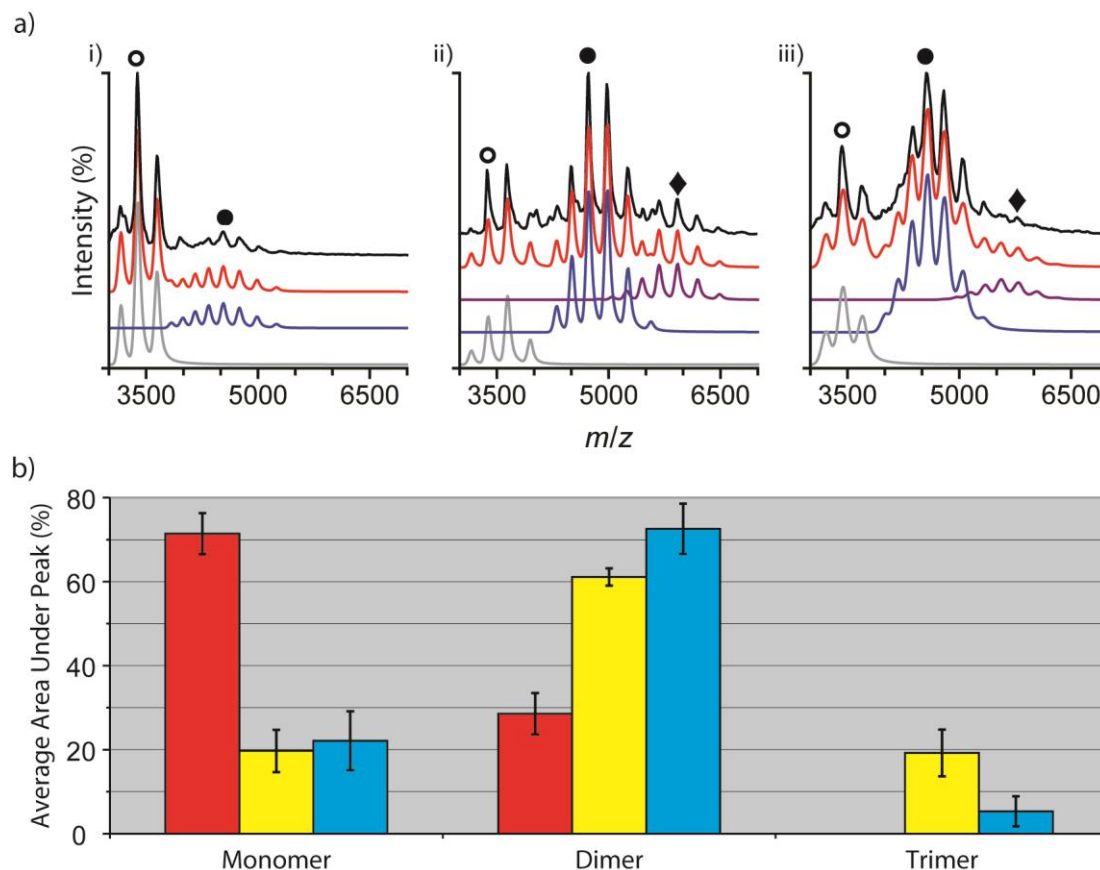 a)
i)
ii)
iii)
Intensity (%)
3500 5000 6500
3500 5000 6500
3500 5000 6500
m/z
b)
Average Area Under Peak (%)
80
60
40
20
0
Monomer Dimer Trimer